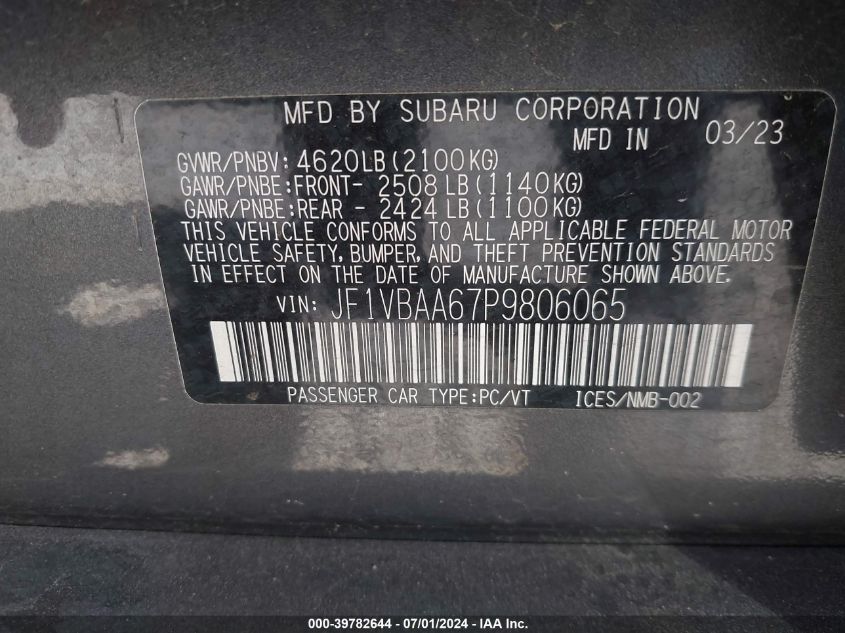 MFD BY SUBARU CORPORATION
MFD IN 03/23
GVWR/PNBV: 4620LB(2100KG)
GAWR/PNBE:FRONT- 2508 LB(1140KG)
GAWR/PNBE:REAR - 2424 LB(1100KG)
THIS VEHICLE CONFORMS TO ALL APPLICABLE FEDERAL MOTOR
VEHICLE SAFETY, BUMPER, AND THEFT PREVENTION STANDARDS
IN EFFECT ON THE DATE OF MANUFACTURE SHOWN ABOVE.
VIN: JF1VBAA67P9806065
PASSENGER CAR TYPE:PC/VT ICES/NMB-002
000-39782644 - 07/01/2024 - IAA Inc.